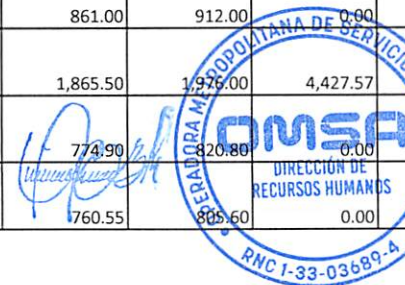 861.00 912.00 0.00
1,865.50 1,976.00 4,427.57
774.90 820.80 0.00
760.55 805.60 0.00
OPERADORA METROPOLITANA DE SERVICIO
OMSA
DIRECCIÓN DE
RECURSOS HUMANOS
RNC 1-33-03689-4